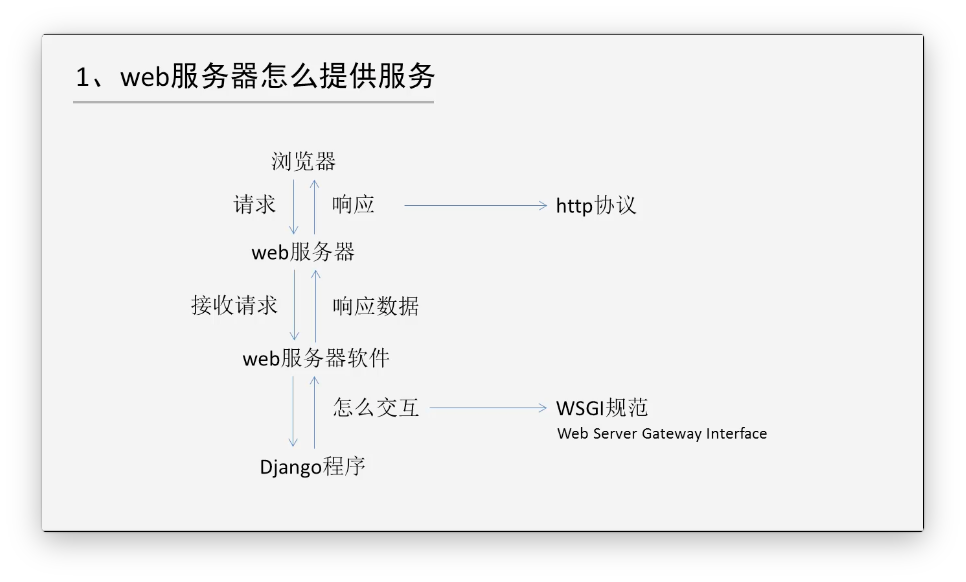 1、web服务器怎么提供服务
浏览器
请求 响应 http协议
web服务器
接收请求 响应数据
web服务器软件
怎么交互 WSGI规范
Web Server Gateway Interface
Django程序